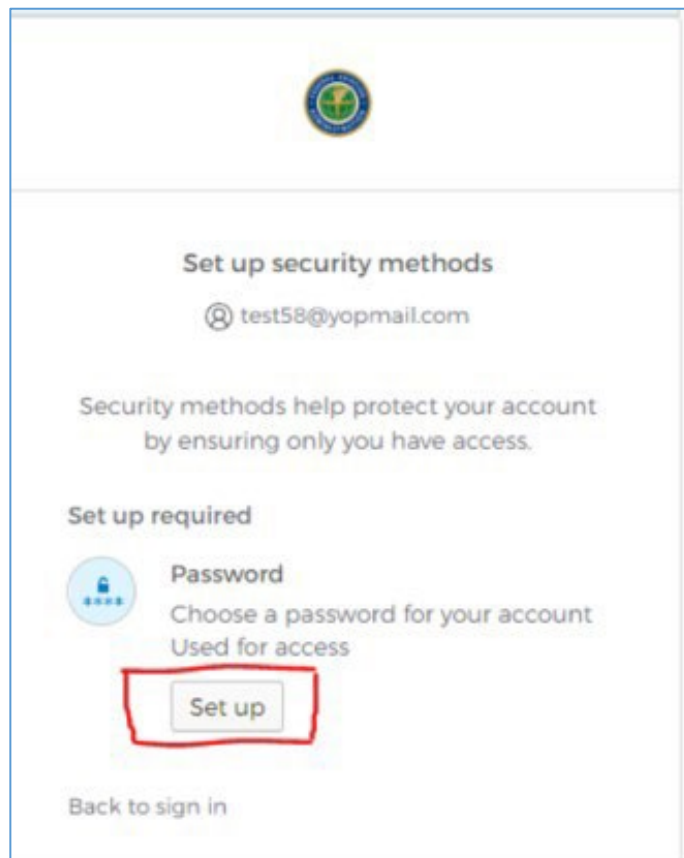 Set up security methods
test58@yopmail.com
Security methods help protect your account
by ensuring only you have access.
Set up required
Password
Choose a password for your account
Used for access
Set up
Back to sign in